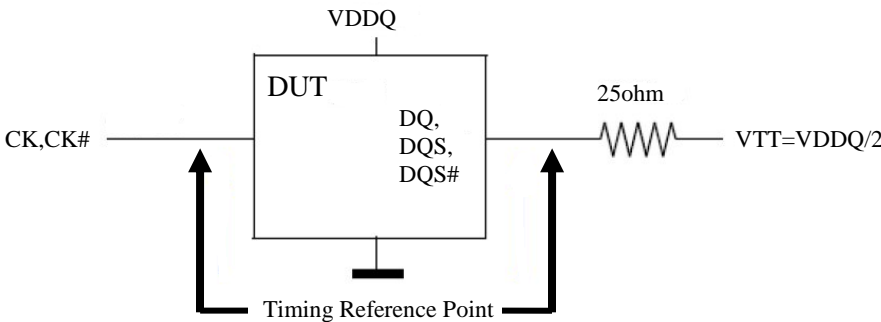 VDDQ
DUT
25ohm
CK,CK#
DQ,
DQS,
DQS#
VTT=VDDQ/2
Timing Reference Point